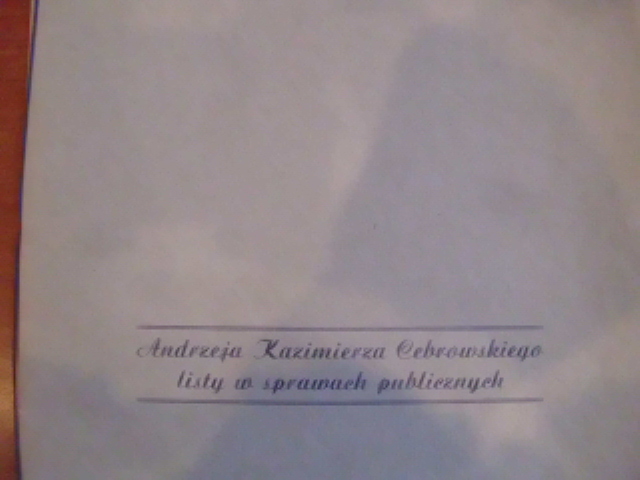 Andrzeja Kazimierza Cebrowskiego
listy w sprawach publicznych